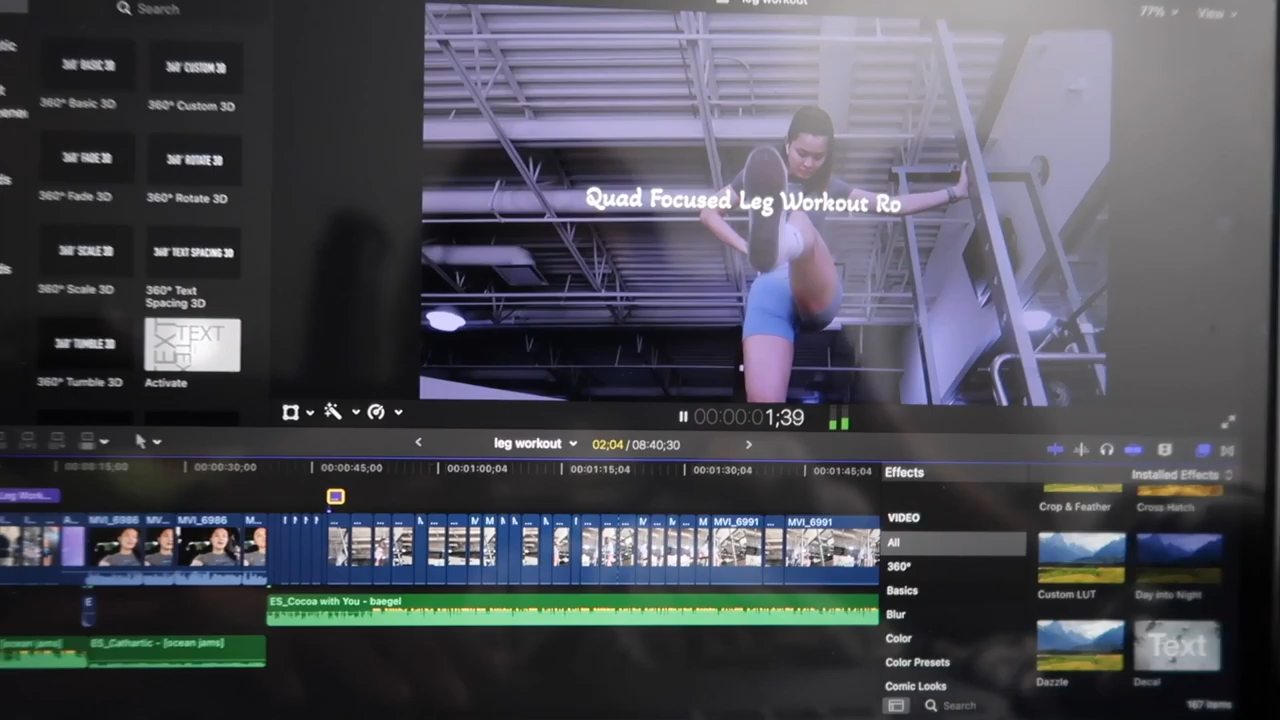 Search
leg workout
77%
View
360° BASIC 3D
360° CUSTOM 3D
360° Basic 3D
360° Custom 3D
360° FADE 3D
360° ROTATE 3D
360° Fade 3D
360° Rotate 3D
360° SCALE 3D
360° TEXT SPACING 3D
360° Scale 3D
360° Text
Spacing 3D
360° TUMBLE 3D
TEXT
TEXT
360° Tumble 3D
Activate
Quad Focused Leg Workout Ro
00:00:01;39
leg workout
02;04 / 08:40;30
00:00:15;00
00:00:30;00
00:00:45;00
00:01:00;04
00:01:15;04
00:01:30;04
00:01:45;04
Effects
Installed Effects
Leg Work...
Crop & Feather
Cross Hatch
VIDEO
All
360°
Basics
Blur
Color
Color Presets
Comic Looks
Custom LUT
Day into Night
Text
Dazzle
Decal
Search
167 items
A...
MVI_6986
MV...
MVI_6986
M...
MVI_6991
MVI_6991
E
ES_Cocoa with You - baegel
[ocean jams]
ES_Cathartic - [ocean jams]